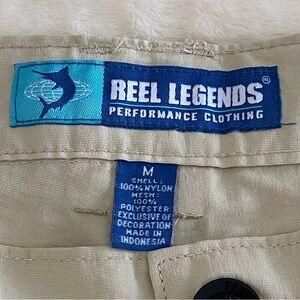 REEL LEGENDS®
PERFORMANCE CLOTHING
M
SHELL:
100% NYLON
MESH:
100%
POLYESTER
EXCLUSIVE OF
DECORATION
MADE IN
INDONESIA